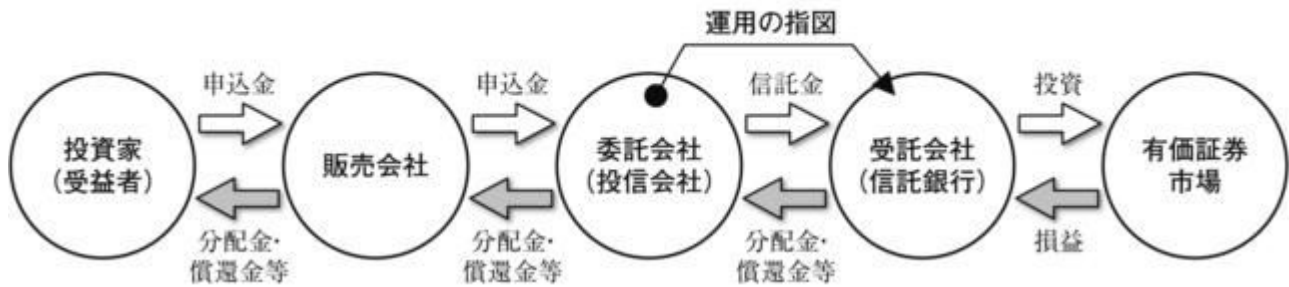 運用の指図
申込金
申込金
信託金
投資
投資家
(受益者)
販売会社
委託会社
(投信会社)
受託会社
(信託銀行)
有価証券
市場
分配金・
償還金等
分配金・
償還金等
分配金・
償還金等
損益